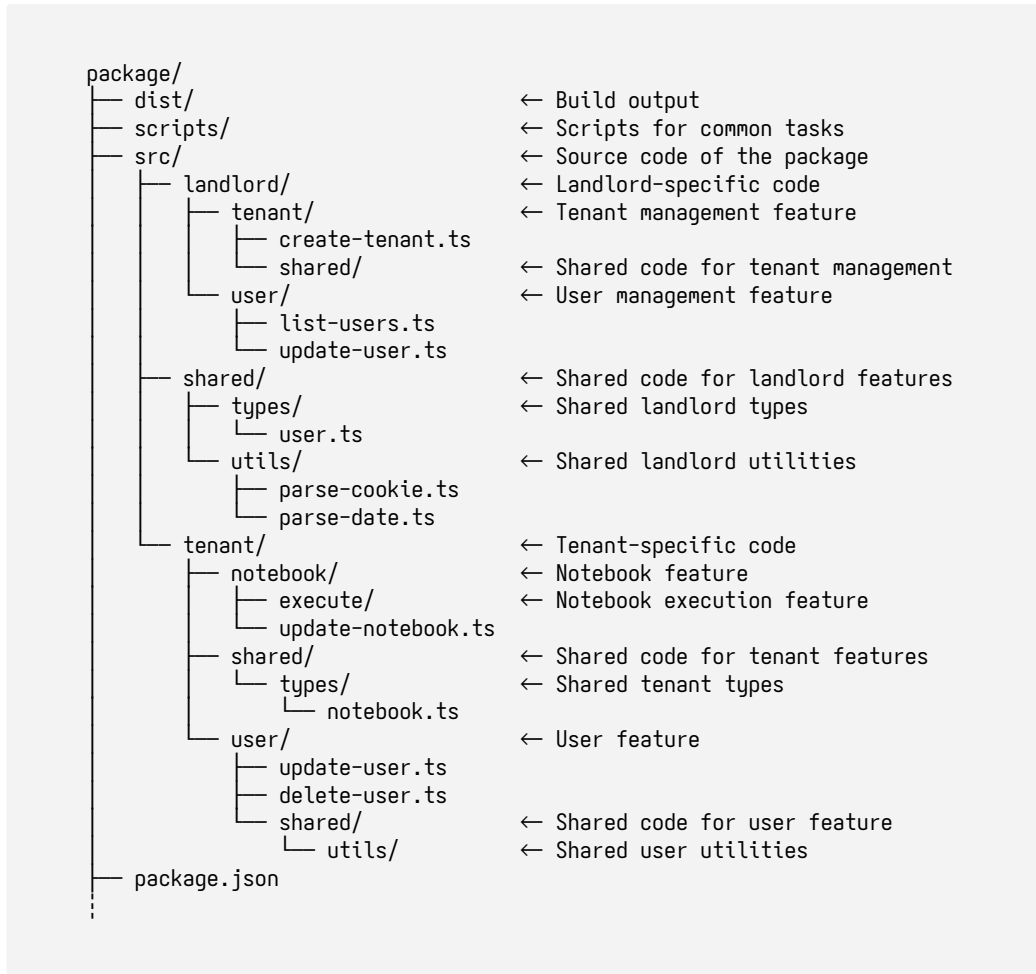 package/
├── dist/                           ← Build output
├── scripts/                        ← Scripts for common tasks
├── src/                            ← Source code of the package
│   ├── landlord/                   ← Landlord-specific code
│   │   ├── tenant/                 ← Tenant management feature
│   │   │   ├── create-tenant.ts
│   │   │   └── shared/             ← Shared code for tenant management
│   │   └── user/                   ← User management feature
│   │       ├── list-users.ts
│   │       └── update-user.ts
│   ├── shared/                     ← Shared code for landlord features
│   │   ├── types/                  ← Shared landlord types
│   │   │   └── user.ts
│   │   └── utils/                  ← Shared landlord utilities
│   │       ├── parse-cookie.ts
│   │       └── parse-date.ts
│   └── tenant/                     ← Tenant-specific code
│       ├── notebook/               ← Notebook feature
│       │   ├── execute/            ← Notebook execution feature
│       │   └── update-notebook.ts
│       ├── shared/                 ← Shared code for tenant features
│       │   └── types/              ← Shared tenant types
│       │       └── notebook.ts
│       └── user/                   ← User feature
│           ├── update-user.ts
│           ├── delete-user.ts
│           └── shared/             ← Shared code for user feature
│               └── utils/          ← Shared user utilities
├── package.json
┆